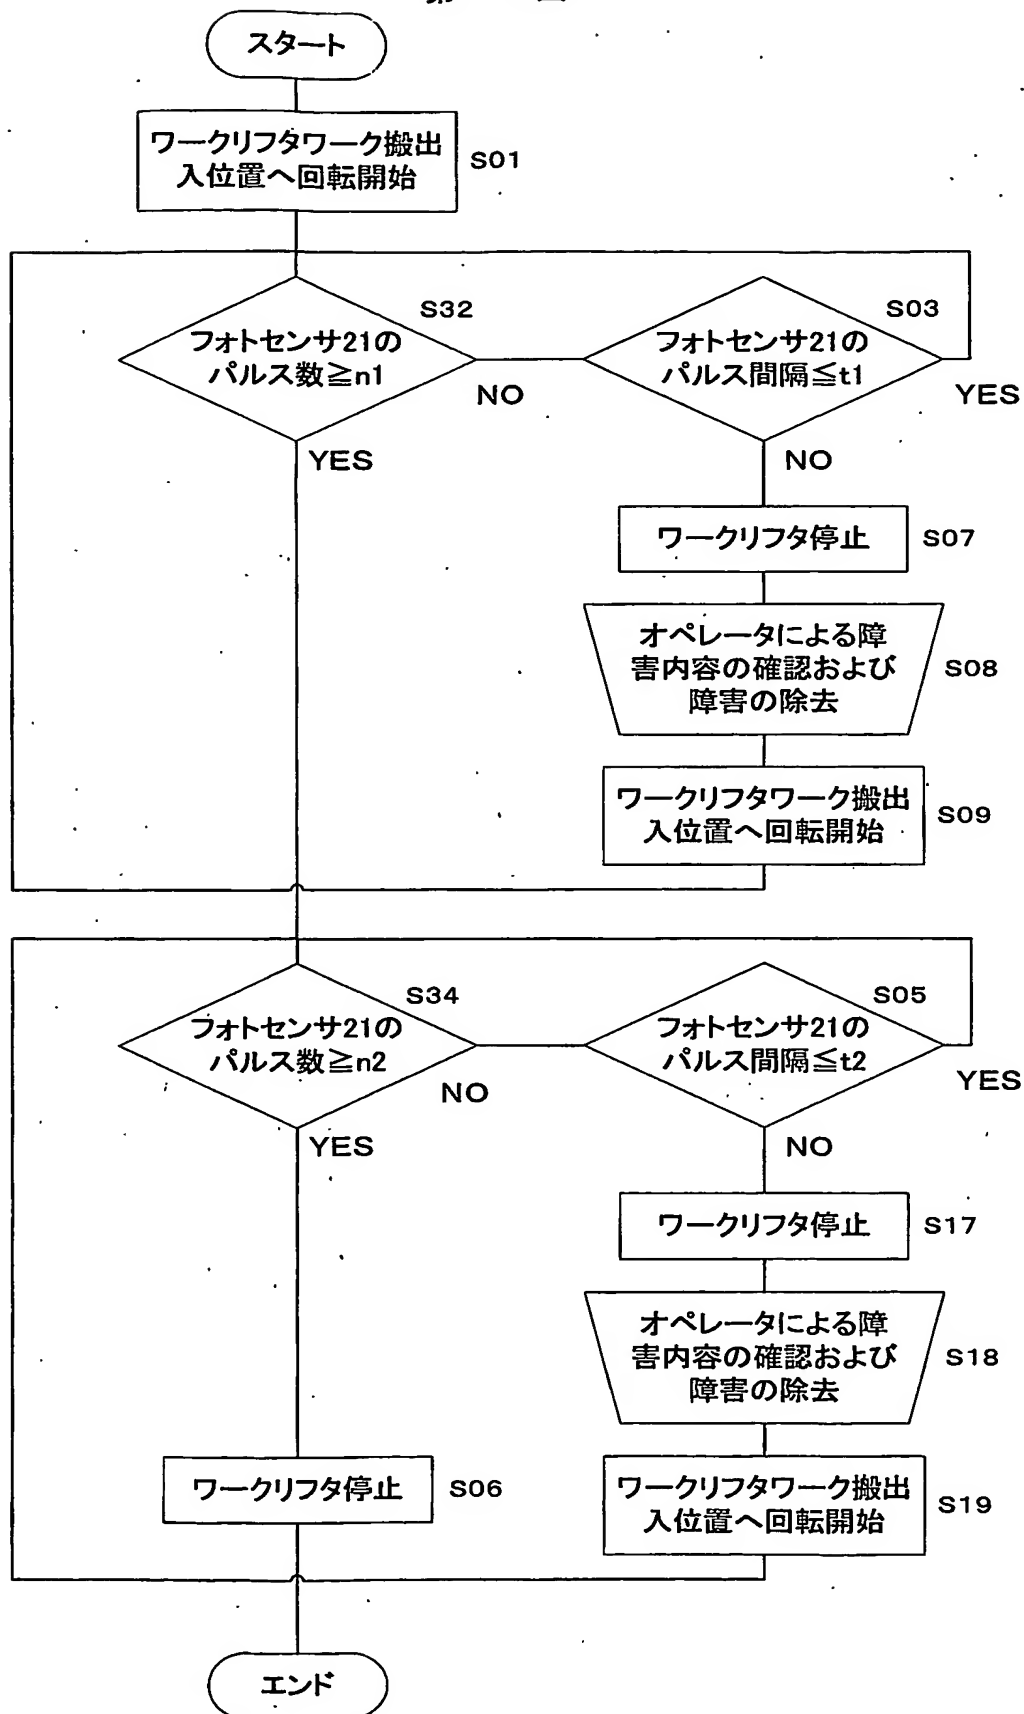 スタート
ワークリフタワーク搬出
入位置へ回転開始
S01
フォトセンサ21の
パルス数≧n1
S32
NO
YES
フォトセンサ21の
パルス間隔≦t1
S03
YES
NO
ワークリフタ停止
S07
オペレータによる障
害内容の確認および
障害の除去
S08
ワークリフタワーク搬出
入位置へ回転開始
S09
フォトセンサ21の
パルス数≧n2
S34
NO
YES
フォトセンサ21の
パルス間隔≦t2
S05
YES
NO
ワークリフタ停止
S17
オペレータによる障
害内容の確認および
障害の除去
S18
ワークリフタ停止
S06
ワークリフタワーク搬出
入位置へ回転開始
S19
エンド